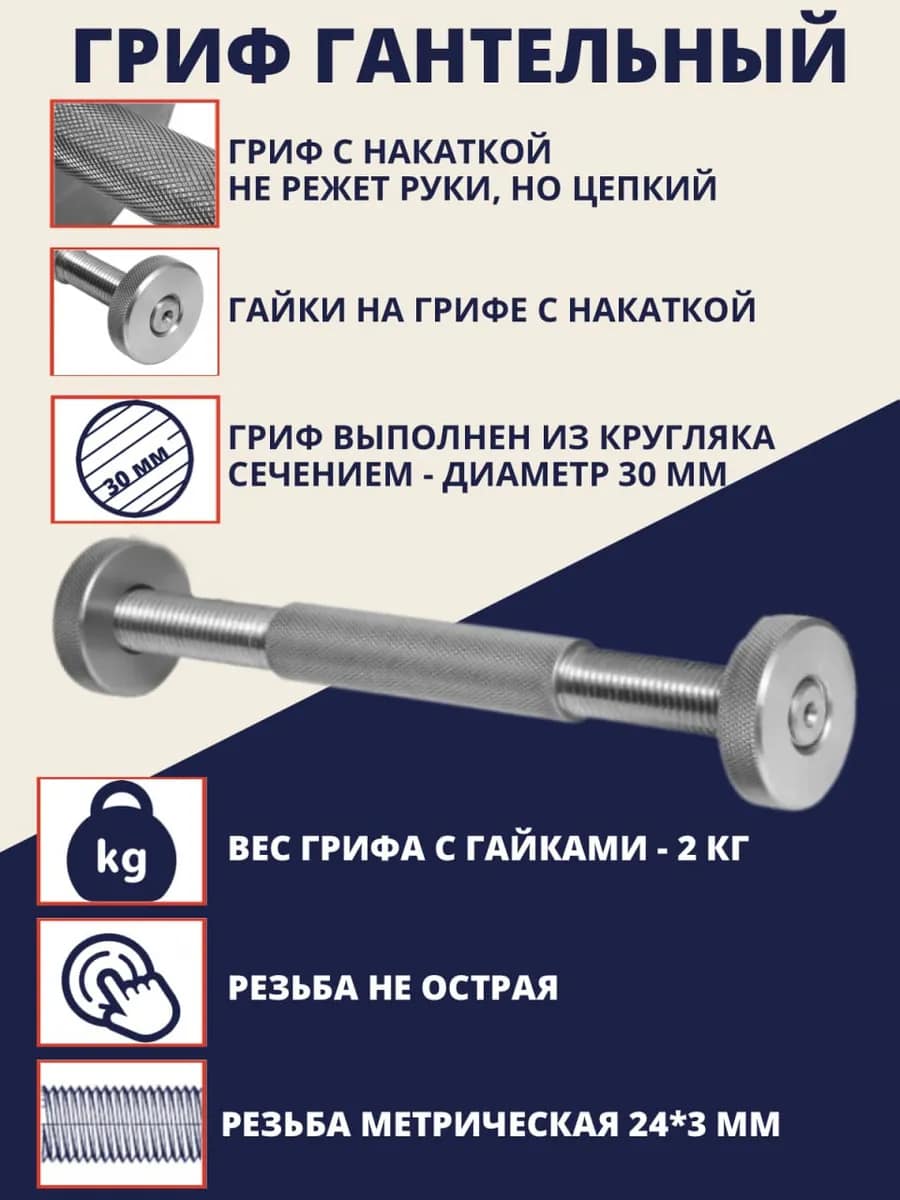 ГРИФ ГАНТЕЛЬНЫЙ
ГРИФ С НАКАТКОЙ
НЕ РЕЖЕТ РУКИ, НО ЦЕПКИЙ
ГАЙКИ НА ГРИФЕ С НАКАТКОЙ
30 ММ
ГРИФ ВЫПОЛНЕН ИЗ КРУГЛЯКА
СЕЧЕНИЕМ - ДИАМЕТР 30 ММ
kg
ВЕС ГРИФА С ГАЙКАМИ - 2 КГ
РЕЗЬБА НЕ ОСТРАЯ
РЕЗЬБА МЕТРИЧЕСКАЯ 24*3 ММ